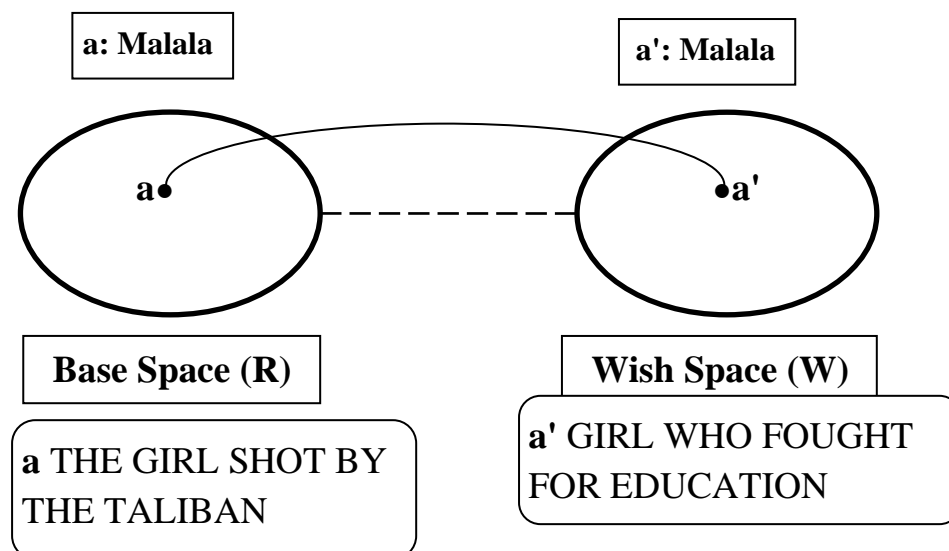 a: Malala
a': Malala
a
a'
Base Space (R)
Wish Space (W)
a THE GIRL SHOT BY
THE TALIBAN
a' GIRL WHO FOUGHT
FOR EDUCATION